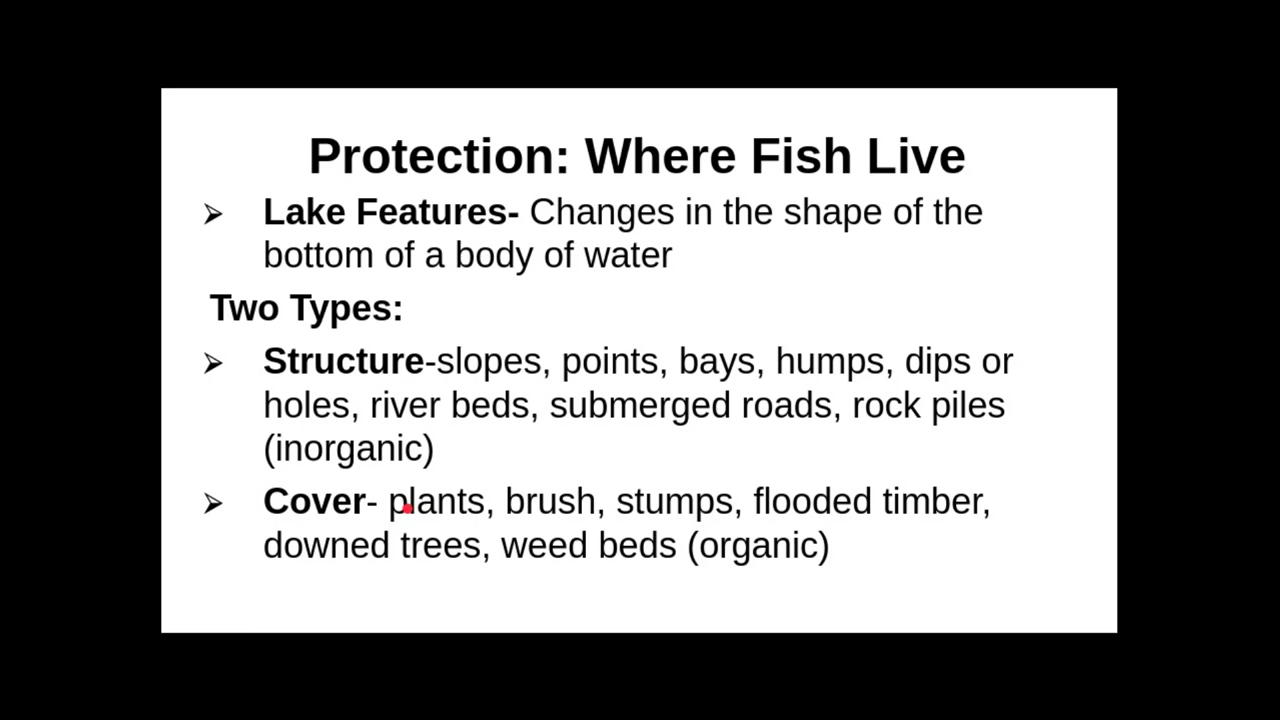 Protection: Where Fish Live
➢ Lake Features- Changes in the shape of the
bottom of a body of water
Two Types:
➢ Structure-slopes, points, bays, humps, dips or
holes, river beds, submerged roads, rock piles
(inorganic)
➢ Cover- plants, brush, stumps, flooded timber,
downed trees, weed beds (organic)